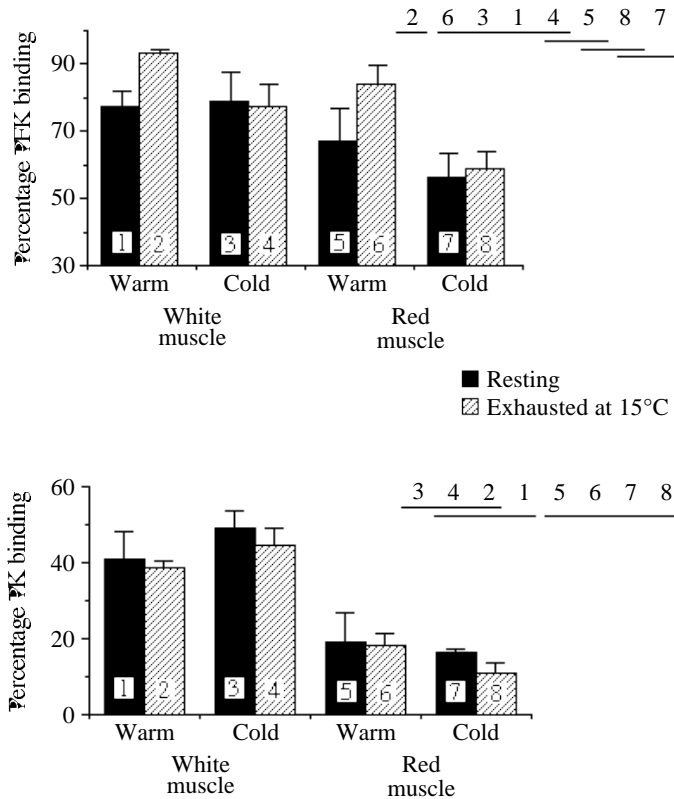 2 6 3 1 4 5 8 7
Percentage PFK binding
90
70
50
30
1 2 3 4 5 6 7 8
Warm Cold Warm Cold
White muscle
Red muscle
Resting
Exhausted at 15°C
3 4 2 1 5 6 7 8
Percentage PK binding
60
40
20
0
1 2 3 4 5 6 7 8
Warm Cold Warm Cold
White muscle
Red muscle